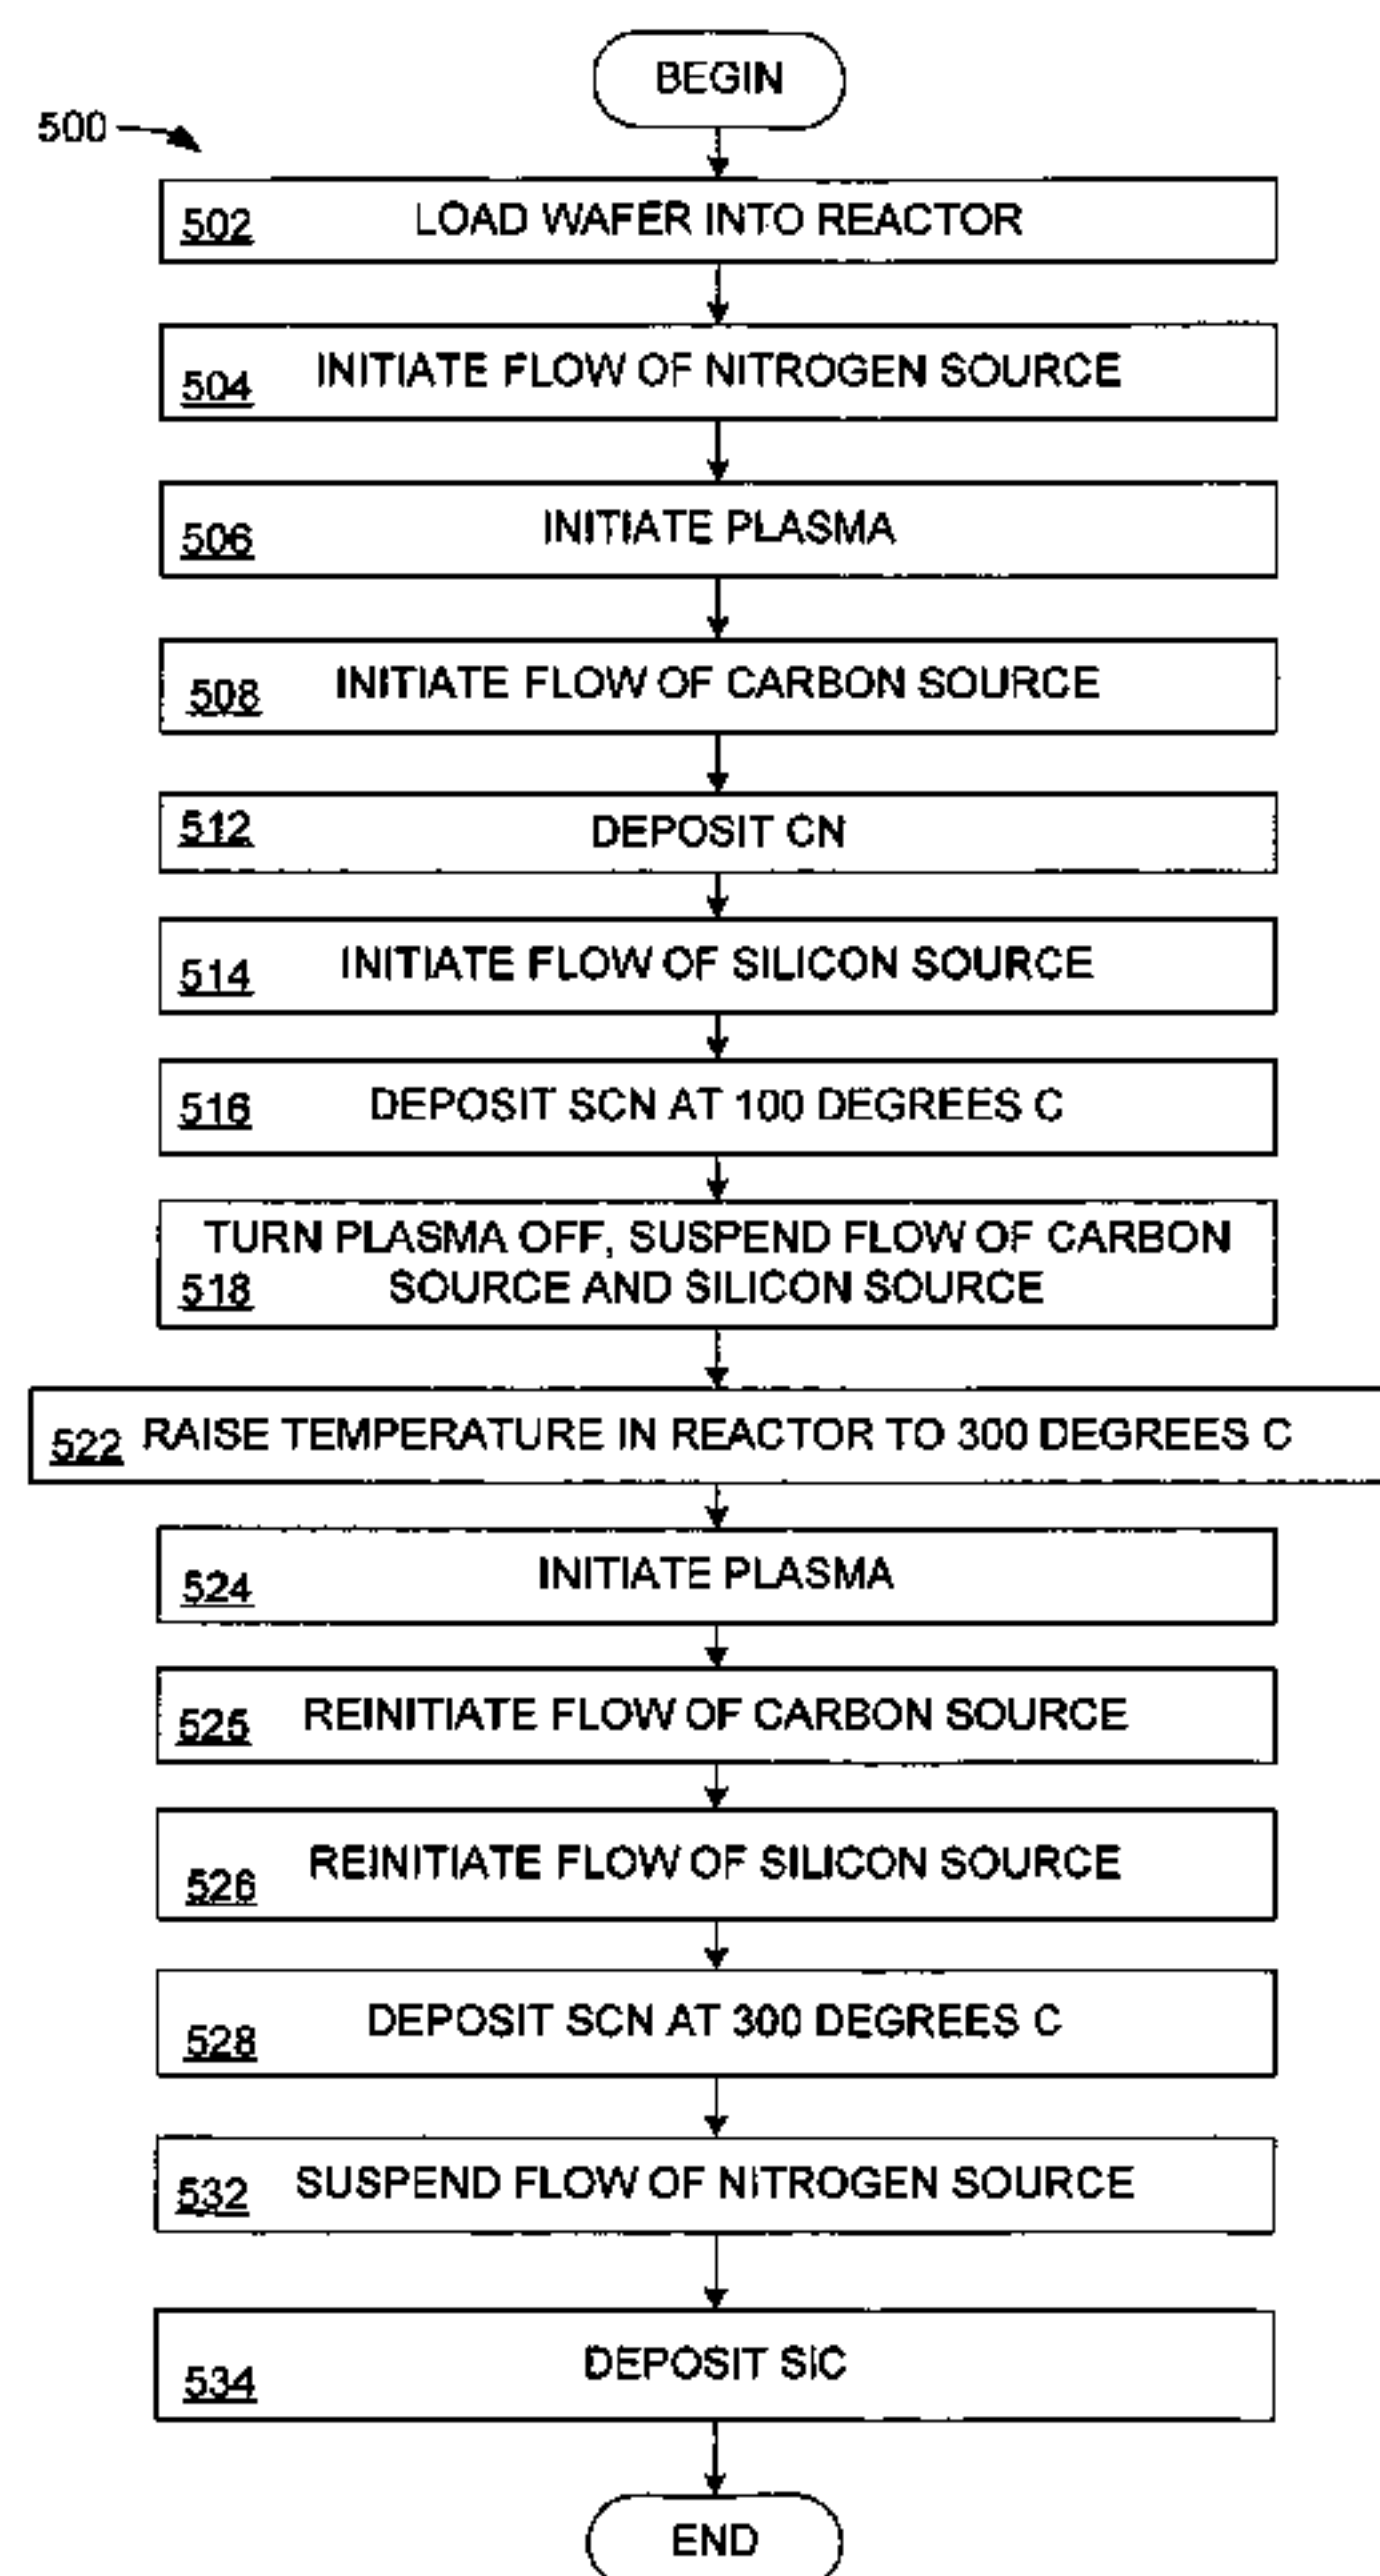 BEGIN
500
502 LOAD WAFER INTO REACTOR
504 INITIATE FLOW OF NITROGEN SOURCE
506 INITIATE PLASMA
508 INITIATE FLOW OF CARBON SOURCE
512 DEPOSIT CN
514 INITIATE FLOW OF SILICON SOURCE
516 DEPOSIT SCN AT 100 DEGREES C
TURN PLASMA OFF, SUSPEND FLOW OF CARBON
518 SOURCE AND SILICON SOURCE
522 RAISE TEMPERATURE IN REACTOR TO 300 DEGREES C
524 INITIATE PLASMA
525 REINITIATE FLOW OF CARBON SOURCE
526 REINITIATE FLOW OF SILICON SOURCE
528 DEPOSIT SCN AT 300 DEGREES C
532 SUSPEND FLOW OF NITROGEN SOURCE
534 DEPOSIT SIC
END